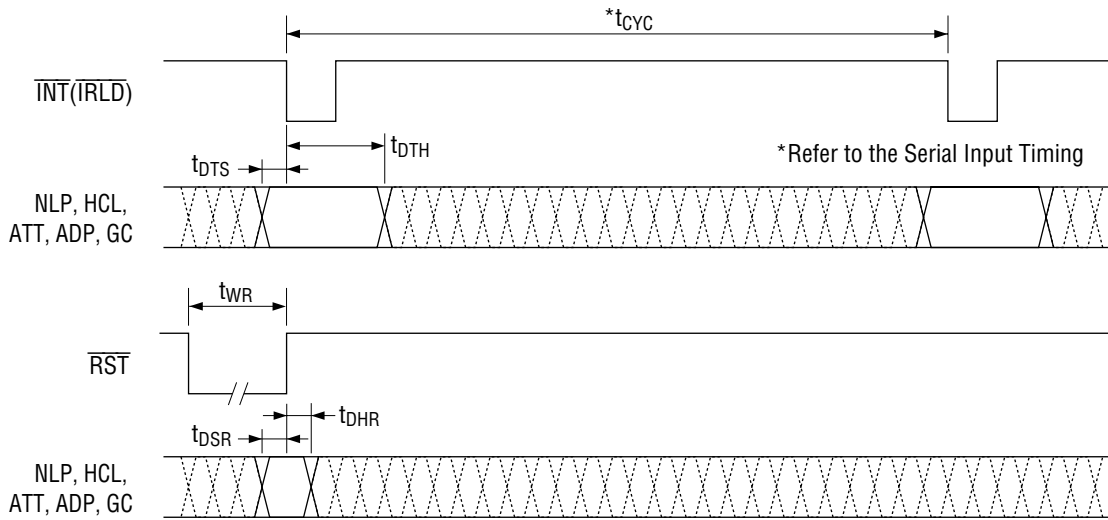 *tCYC
INT(IRLD)
tDTH
tDTS
*Refer to the Serial Input Timing
NLP, HCL,
ATT, ADP, GC
tWR
RST
tDHR
tDSR
NLP, HCL,
ATT, ADP, GC